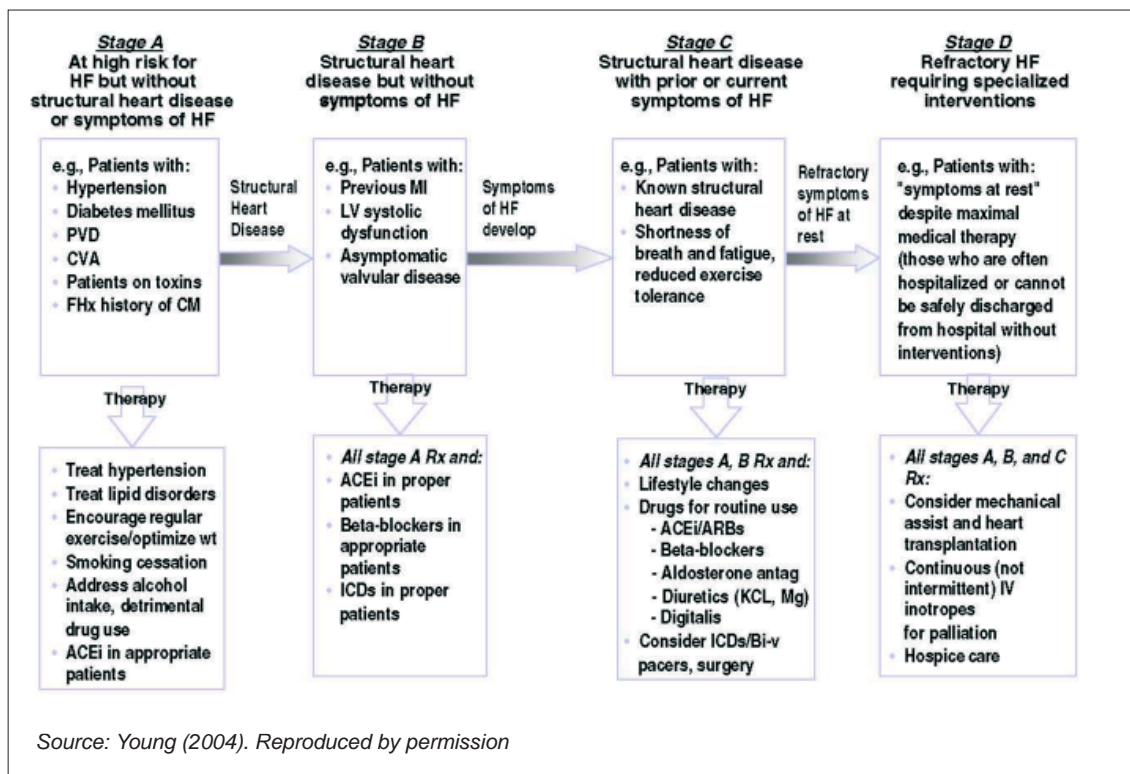 Stage A
At high risk for
HF but without
structural heart disease
or symptoms of HF
Stage B
Structural heart
disease but without
symptoms of HF
Stage C
Structural heart disease
with prior or current
symptoms of HF
Stage D
Refractory HF
requiring specialized
interventions
e.g., Patients with:
• Hypertension
• Diabetes mellitus
• PVD
• CVA
• Patients on toxins
• FHx history of CM
Structural
Heart
Disease
e.g., Patients with:
• Previous MI
• LV systolic
dysfunction
• Asymptomatic
valvular disease
Symptoms
of HF
develop
e.g., Patients with:
• Known structural
heart disease
• Shortness of
breath and fatigue,
reduced exercise
tolerance
Refractory
symptoms
of HF at
rest
e.g., Patients with:
• "symptoms at rest"
despite maximal
medical therapy
(those who are often
hospitalized or cannot
be safely discharged
from hospital without
interventions)
Therapy
Therapy
Therapy
Therapy
• Treat hypertension
• Treat lipid disorders
• Encourage regular
exercise/optimize wt
• Smoking cessation
• Address alcohol
intake, detrimental
drug use
• ACEi in appropriate
patients
• All stage A Rx and:
• ACEi in proper
patients
• Beta-blockers in
appropriate
patients
• ICDs in proper
patients
• All stages A, B Rx and:
• Lifestyle changes
• Drugs for routine use
- ACEi/ARBs
- Beta-blockers
- Aldosterone antag
- Diuretics (KCL, Mg)
- Digitalis
• Consider ICDs/Bi-v
pacers, surgery
• All stages A, B, and C
Rx:
• Consider mechanical
assist and heart
transplantation
• Continuous (not
intermittent) IV
inotropes
for palliation
• Hospice care
Source: Young (2004). Reproduced by permission